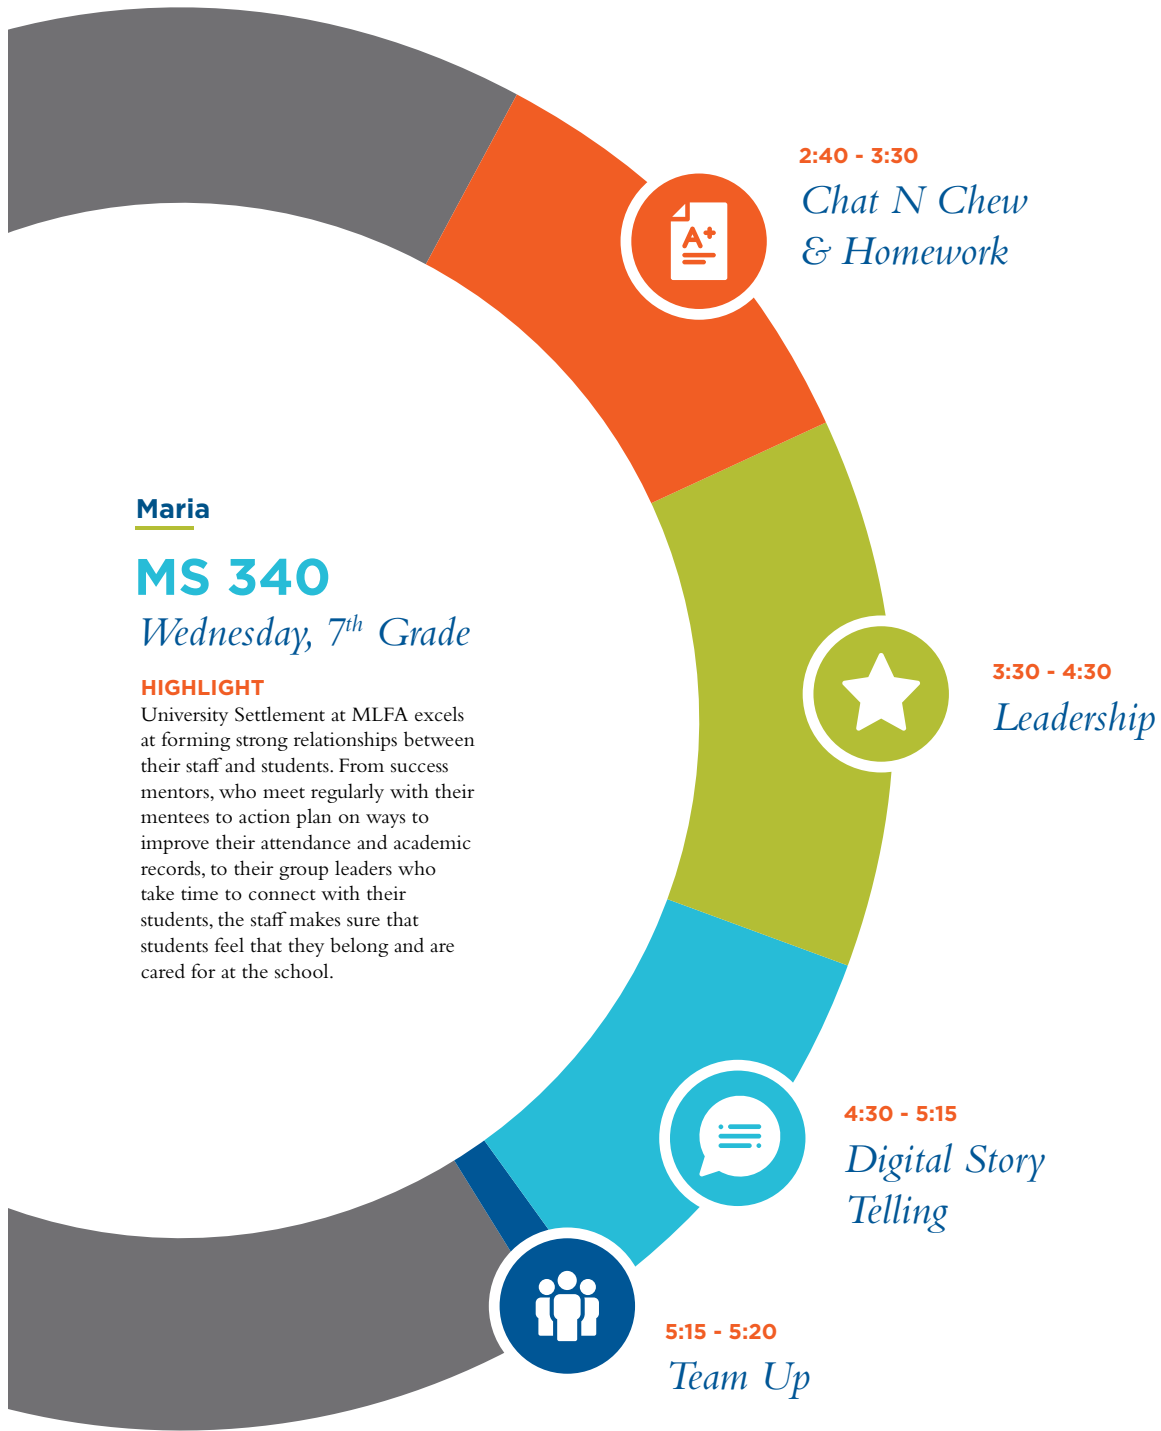 2:40 - 3:30
Chat N Chew
& Homework
A+
Maria
MS 340
Wednesday, 7th Grade
HIGHLIGHT
University Settlement at MLFA excels
at forming strong relationships between
their staff and students. From success
mentors, who meet regularly with their
mentees to action plan on ways to
improve their attendance and academic
records, to their group leaders who
take time to connect with their
students, the staff makes sure that
students feel that they belong and are
cared for at the school.
3:30 - 4:30
Leadership
4:30 - 5:15
Digital Story
Telling
5:15 - 5:20
Team Up